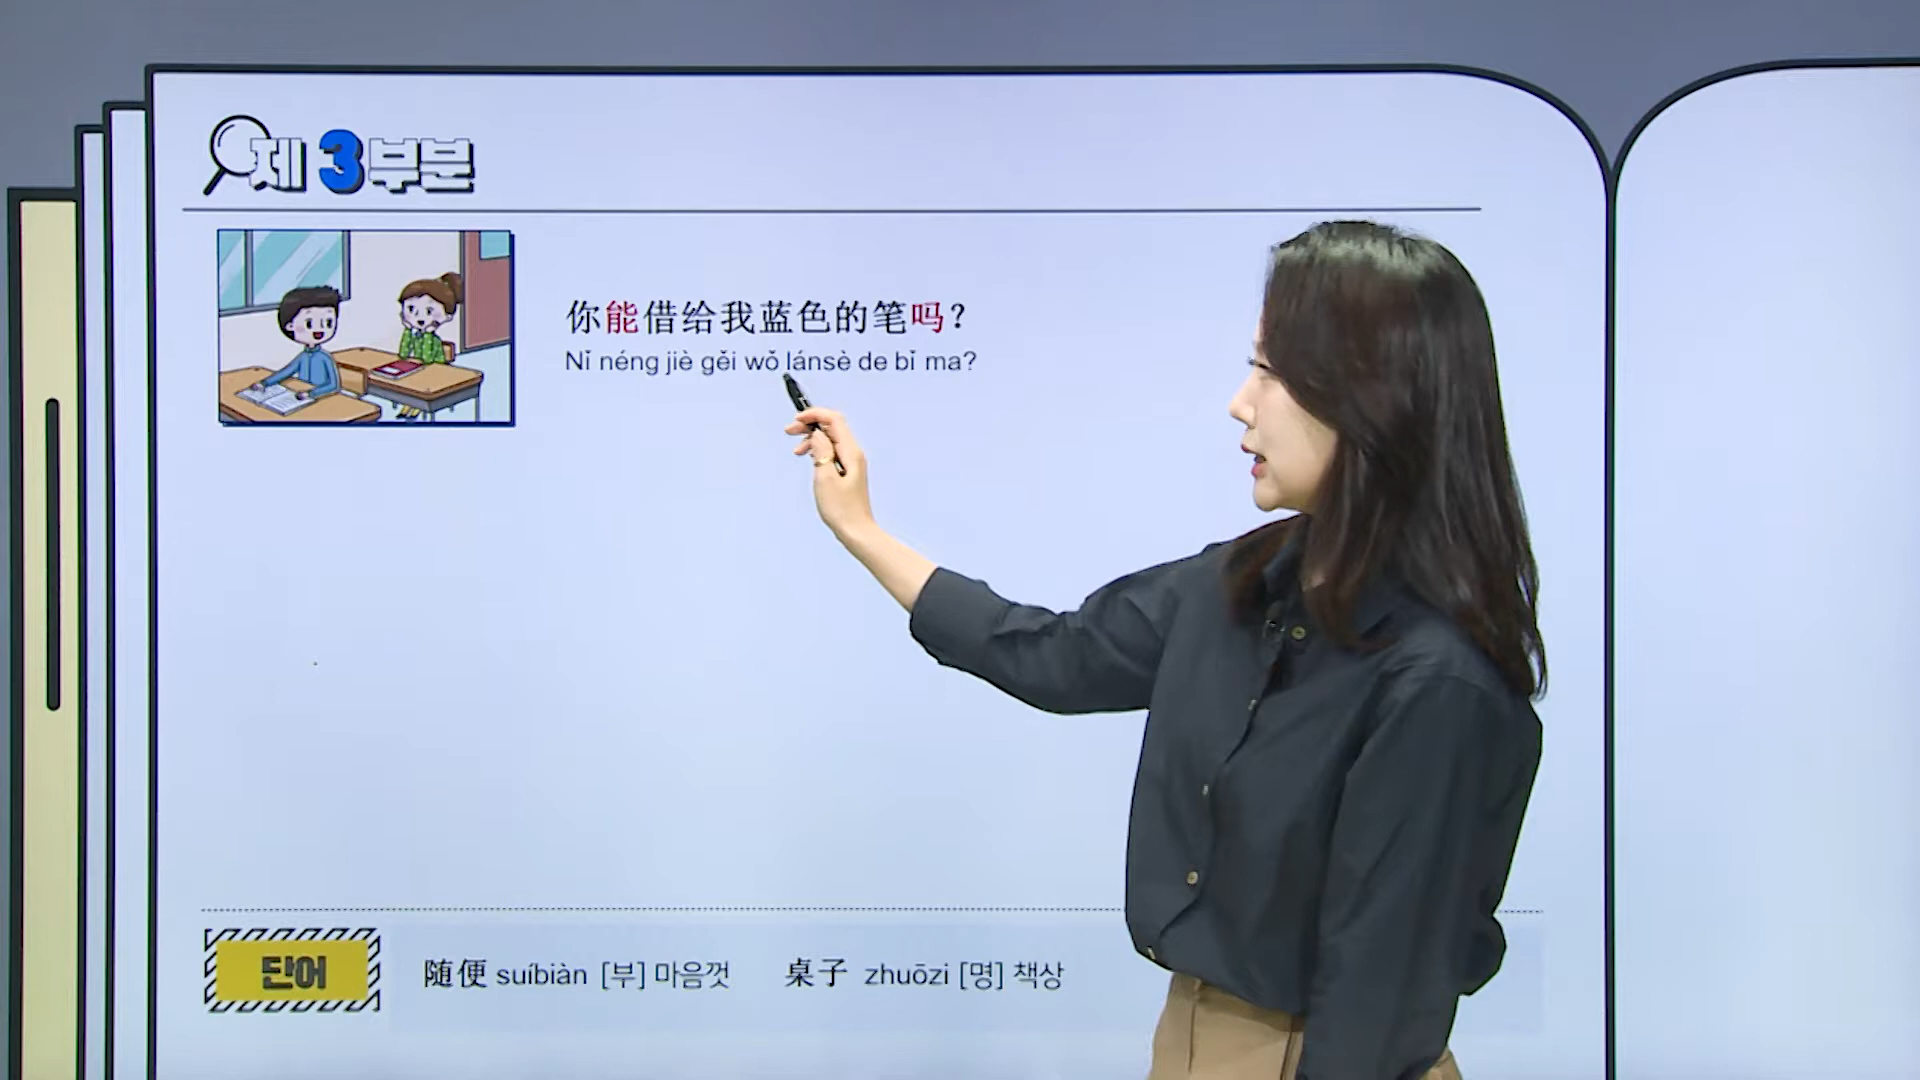 제 3부분
你能借给我蓝色的笔吗?
Nǐ néng jiè gěi wǒ lánsè de bǐ ma?
단어
随便 suíbiàn [부] 마음껏 桌子 zhuōzi [명] 책상